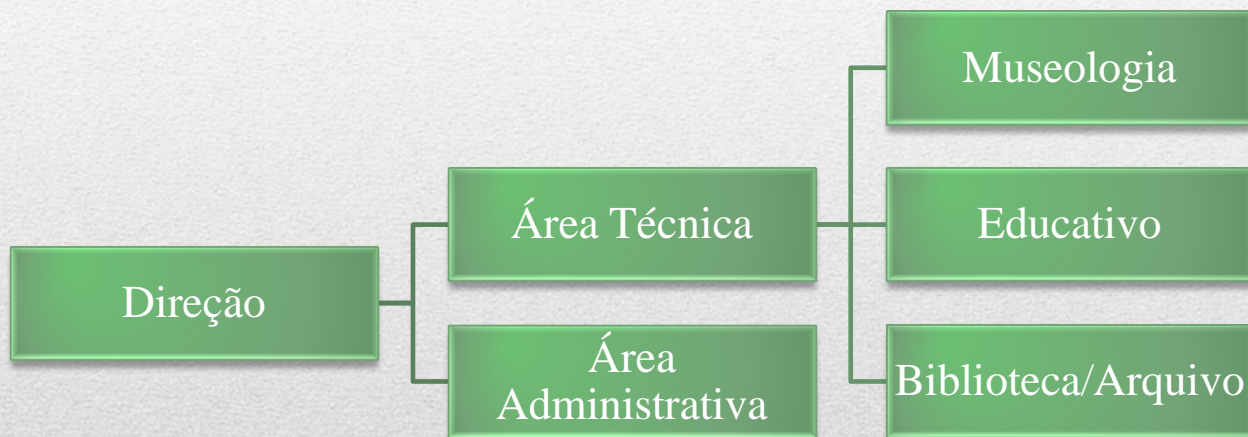 Direção
Área Técnica
Área
Administrativa
Museologia
Educativo
Biblioteca/Arquivo